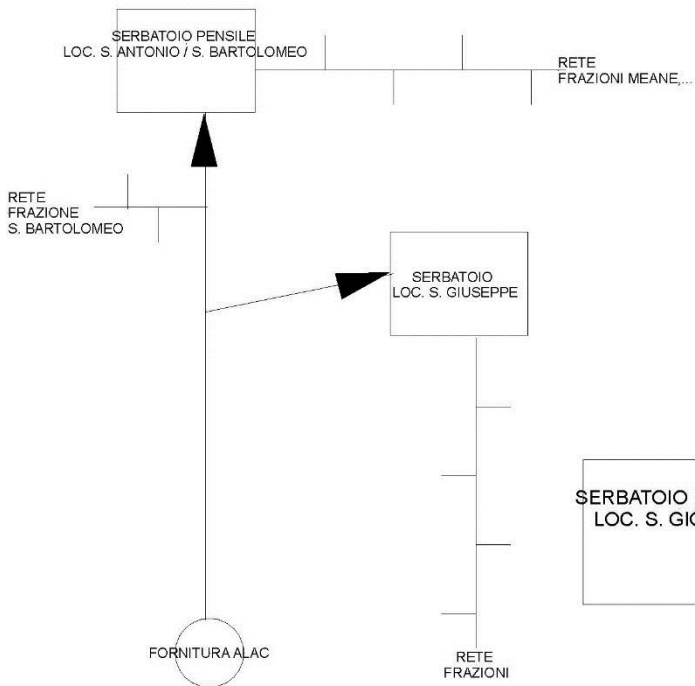 SERBATOIO PENSILE
LOC. S. ANTONIO / S. BARTOLOMEO
RETE
FRAZIONI MEANE,...
RETE
FRAZIONE
S. BARTOLOMEO
SERBATOIO
LOC. S. GIUSEPPE
SERBATOIO
LOC. S.
FORNITURA ALAC
RETE
FRAZIONI